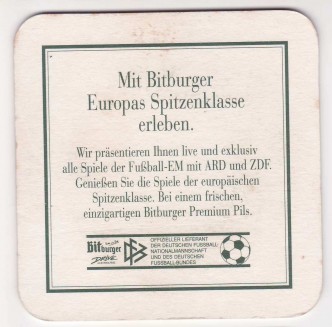 Mit Bitburger
Europas Spitzenklasse
erleben.
Wir präsentieren Ihnen live und exklusiv
alle Spiele der Fußball-EM mit ARD und ZDF.
Genießen Sie die Spiele der europäischen
Spitzenklasse. Bei einem frischen,
einzigartigen Bitburger Premium Pils.
Bitburger
Drive
DFB
OFFIZIELLER LIEFERANT
DER DEUTSCHEN FUSSBALL-
NATIONALMANNSCHAFT
UND DES DEUTSCHEN
FUSSBALL-BUNDES